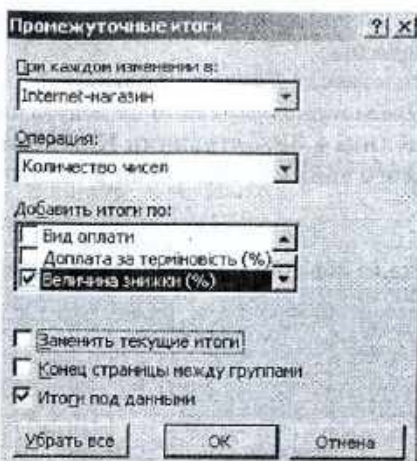 Промежуточные итоги
При каждом изменении в:
Internet-магазин
Операция:
Количество чисел
Добавить итоги по:
Вид оплати
Доплата за терміновість (%)
Величина знижки (%)
Заменить текущие итоги
Конец страницы между группами
Итоги под данными
Убрать все
OK
Отмена